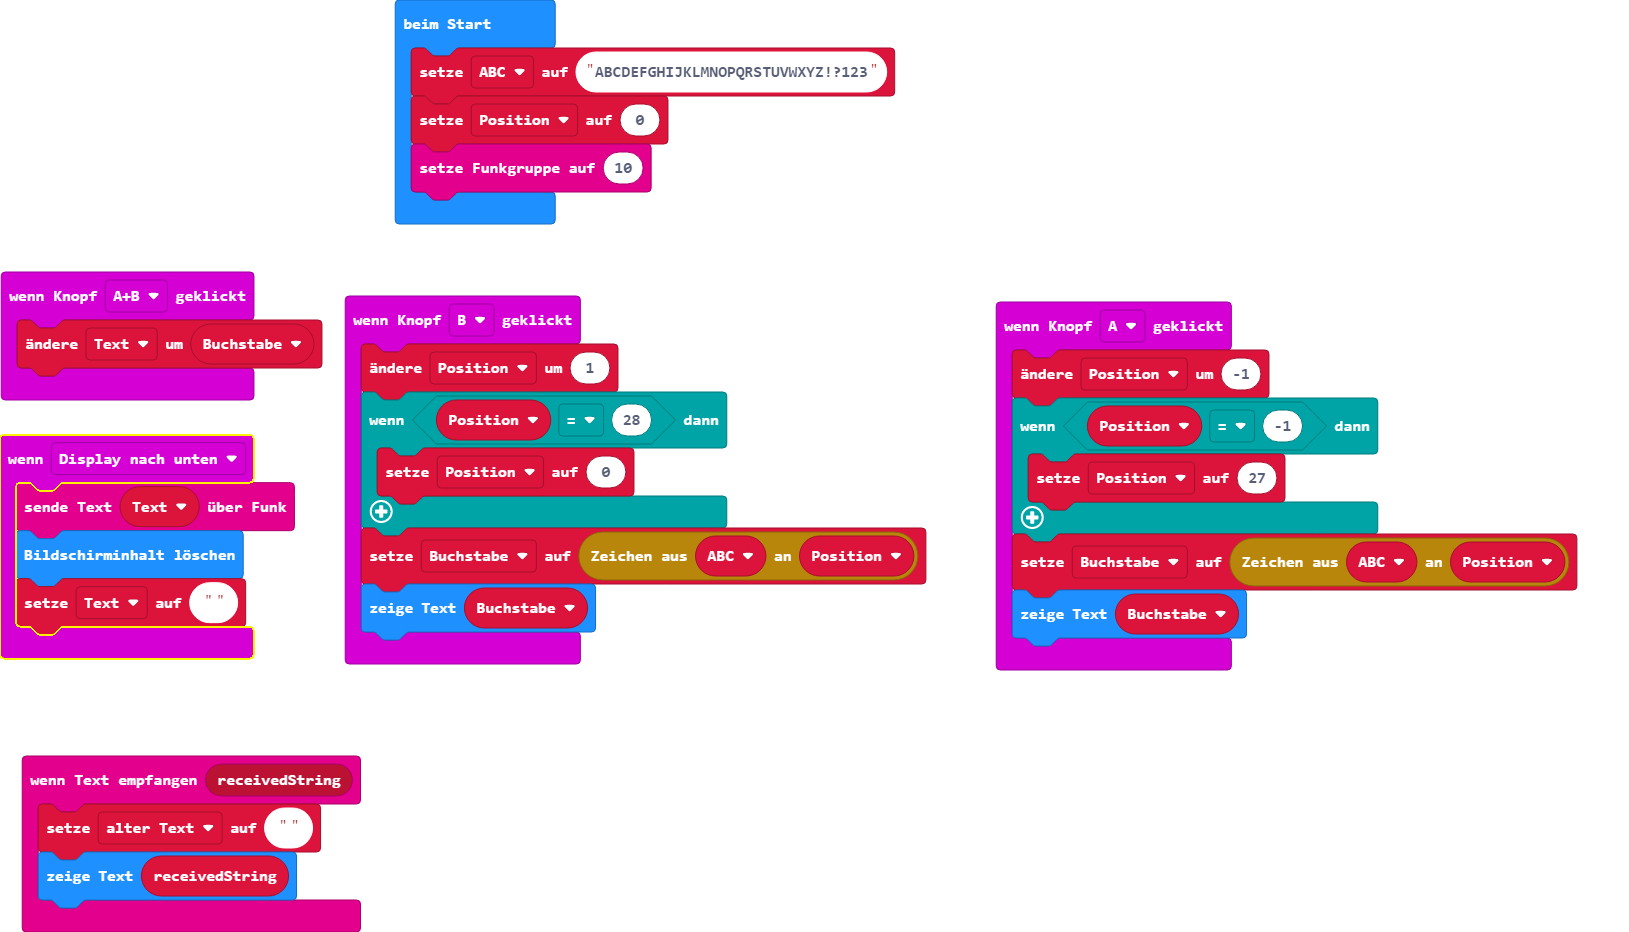 beim Start
setze ABC auf "ABCDEFGHIJKLMNOPQRSTUVWXYZ!?123"
setze Position auf 0
setze Funkgruppe auf 10
wenn Knopf A+B geklickt
ändere Text um Buchstabe
wenn Display nach unten
sende Text Text über Funk
Bildschirminhalt löschen
setze Text auf " "
wenn Knopf B geklickt
ändere Position um 1
wenn Position = 28 dann
setze Position auf 0
setze Buchstabe auf Zeichen aus ABC an Position
zeige Text Buchstabe
wenn Knopf A geklickt
ändere Position um -1
wenn Position = -1 dann
setze Position auf 27
setze Buchstabe auf Zeichen aus ABC an Position
zeige Text Buchstabe
wenn Text empfangen receivedString
setze alter Text auf " "
zeige Text receivedString